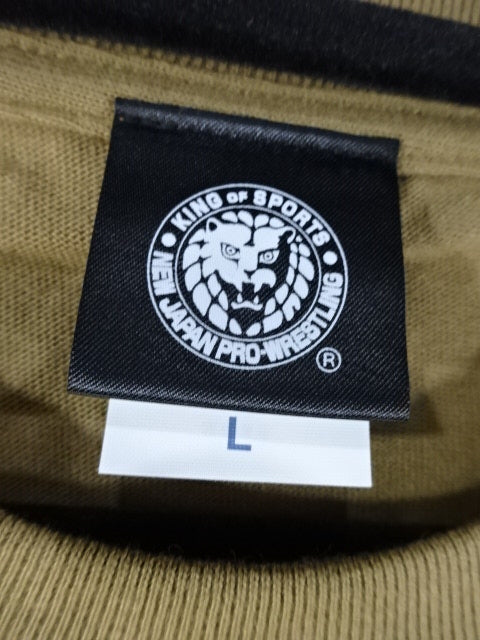 KING OF SPORTS
NEW JAPAN PRO-WRESTLING
®
L